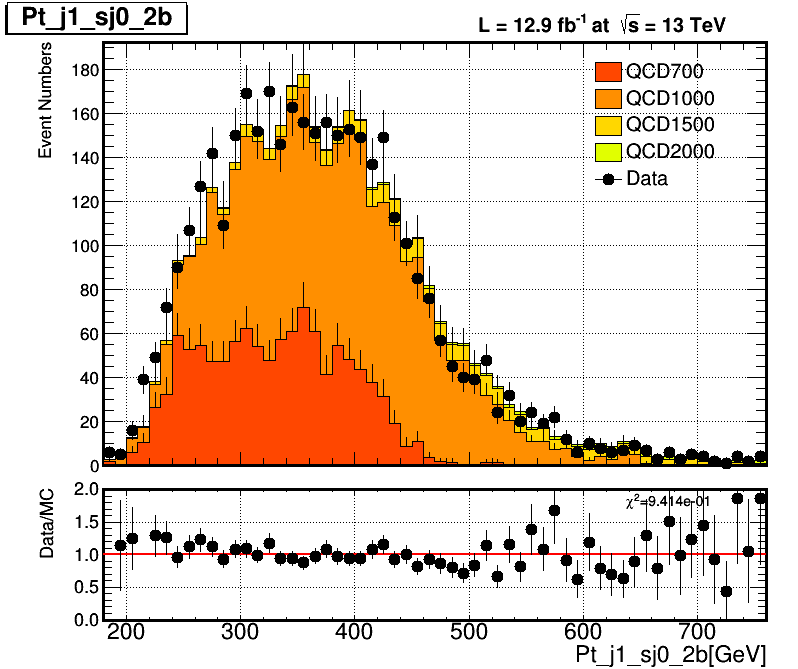 Pt_j1_sj0_2b
L = 12.9 fb⁻¹ at √s = 13 TeV
Event Numbers
180
160
140
120
100
80
60
40
20
0
QCD700
QCD1000
QCD1500
QCD2000
Data
Data/MC
2.0
1.5
1.0
0.5
0.0
χ²=9.414e-01
200 300 400 500 600 700
Pt_j1_sj0_2b[GeV]